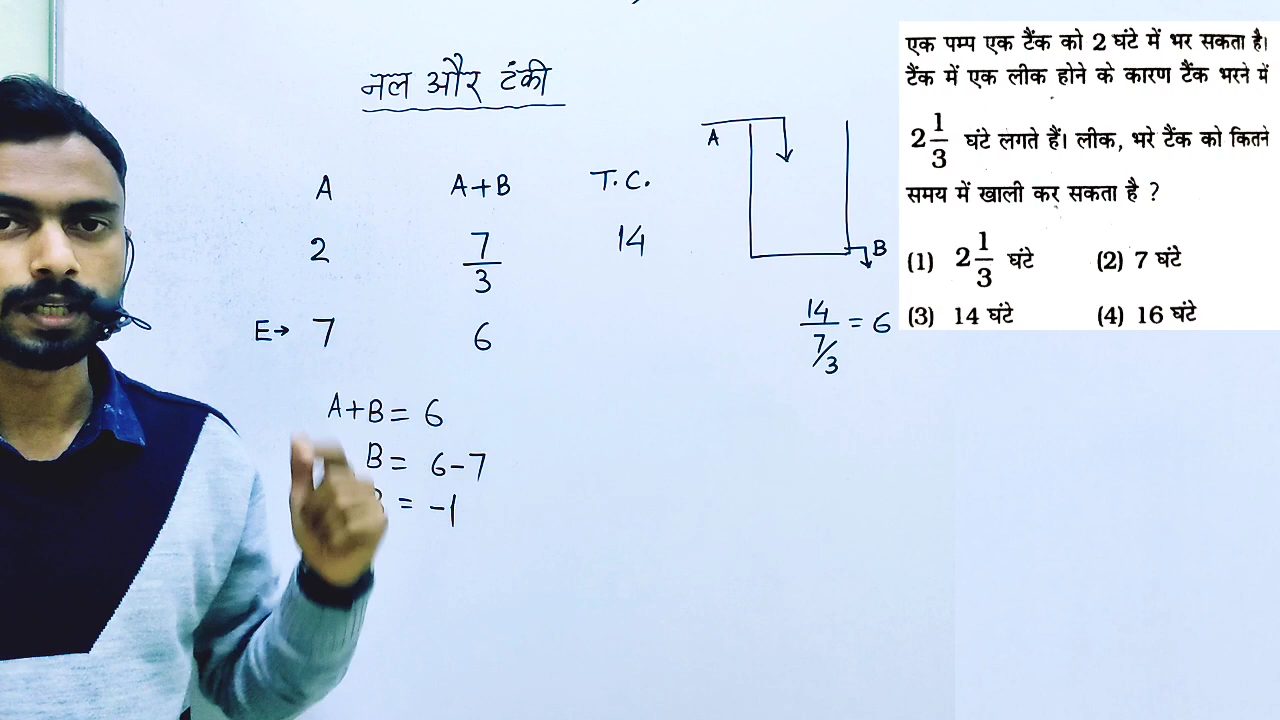 नल और टंकी
A A+B T.C.
2 7/3 14
E→ 7 6
A+B = 6
B = 6-7
= -1
A
B
14/7/3 = 6
एक पम्प एक टैंक को 2 घंटे में भर सकता है।
टैंक में एक लीक होने के कारण टैंक भरने में
2 1/3 घंटे लगते हैं। लीक, भरे टैंक को कितने
समय में खाली कर सकता है ?
(1) 2 1/3 घंटे (2) 7 घंटे
(3) 14 घंटे (4) 16 घंटे